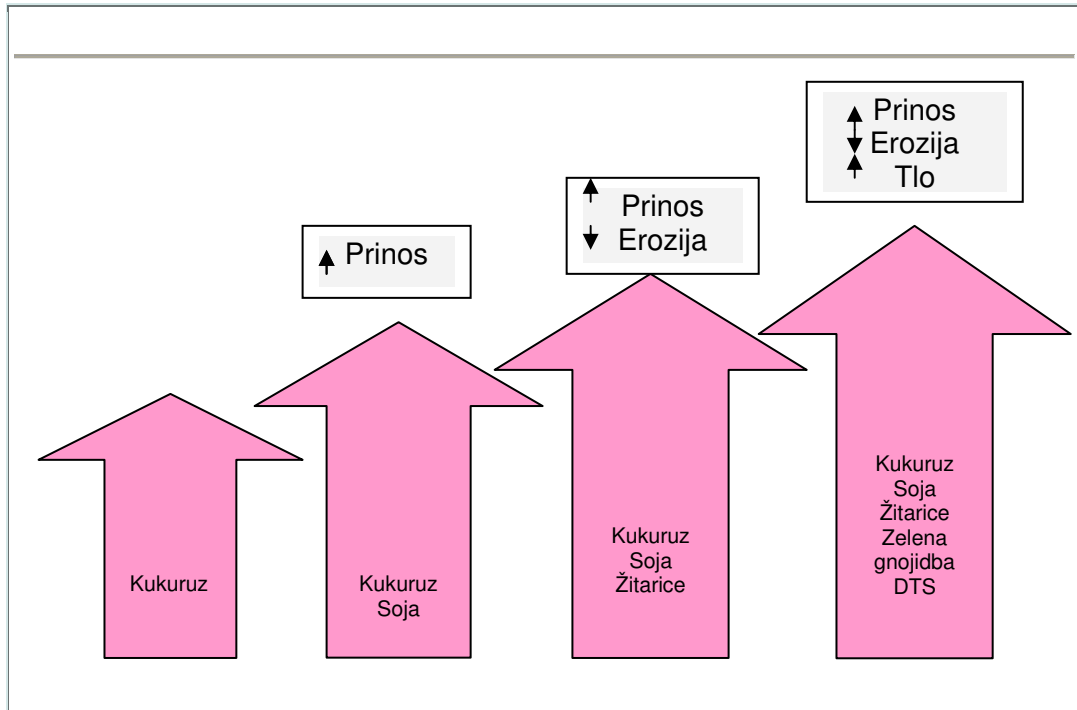 Prinos
Erozija
Tlo
Prinos
Erozija
Prinos
Kukuruz
Kukuruz
Soja
Kukuruz
Soja
Žitarice
Kukuruz
Soja
Žitarice
Zelena
gnojidba
DTS